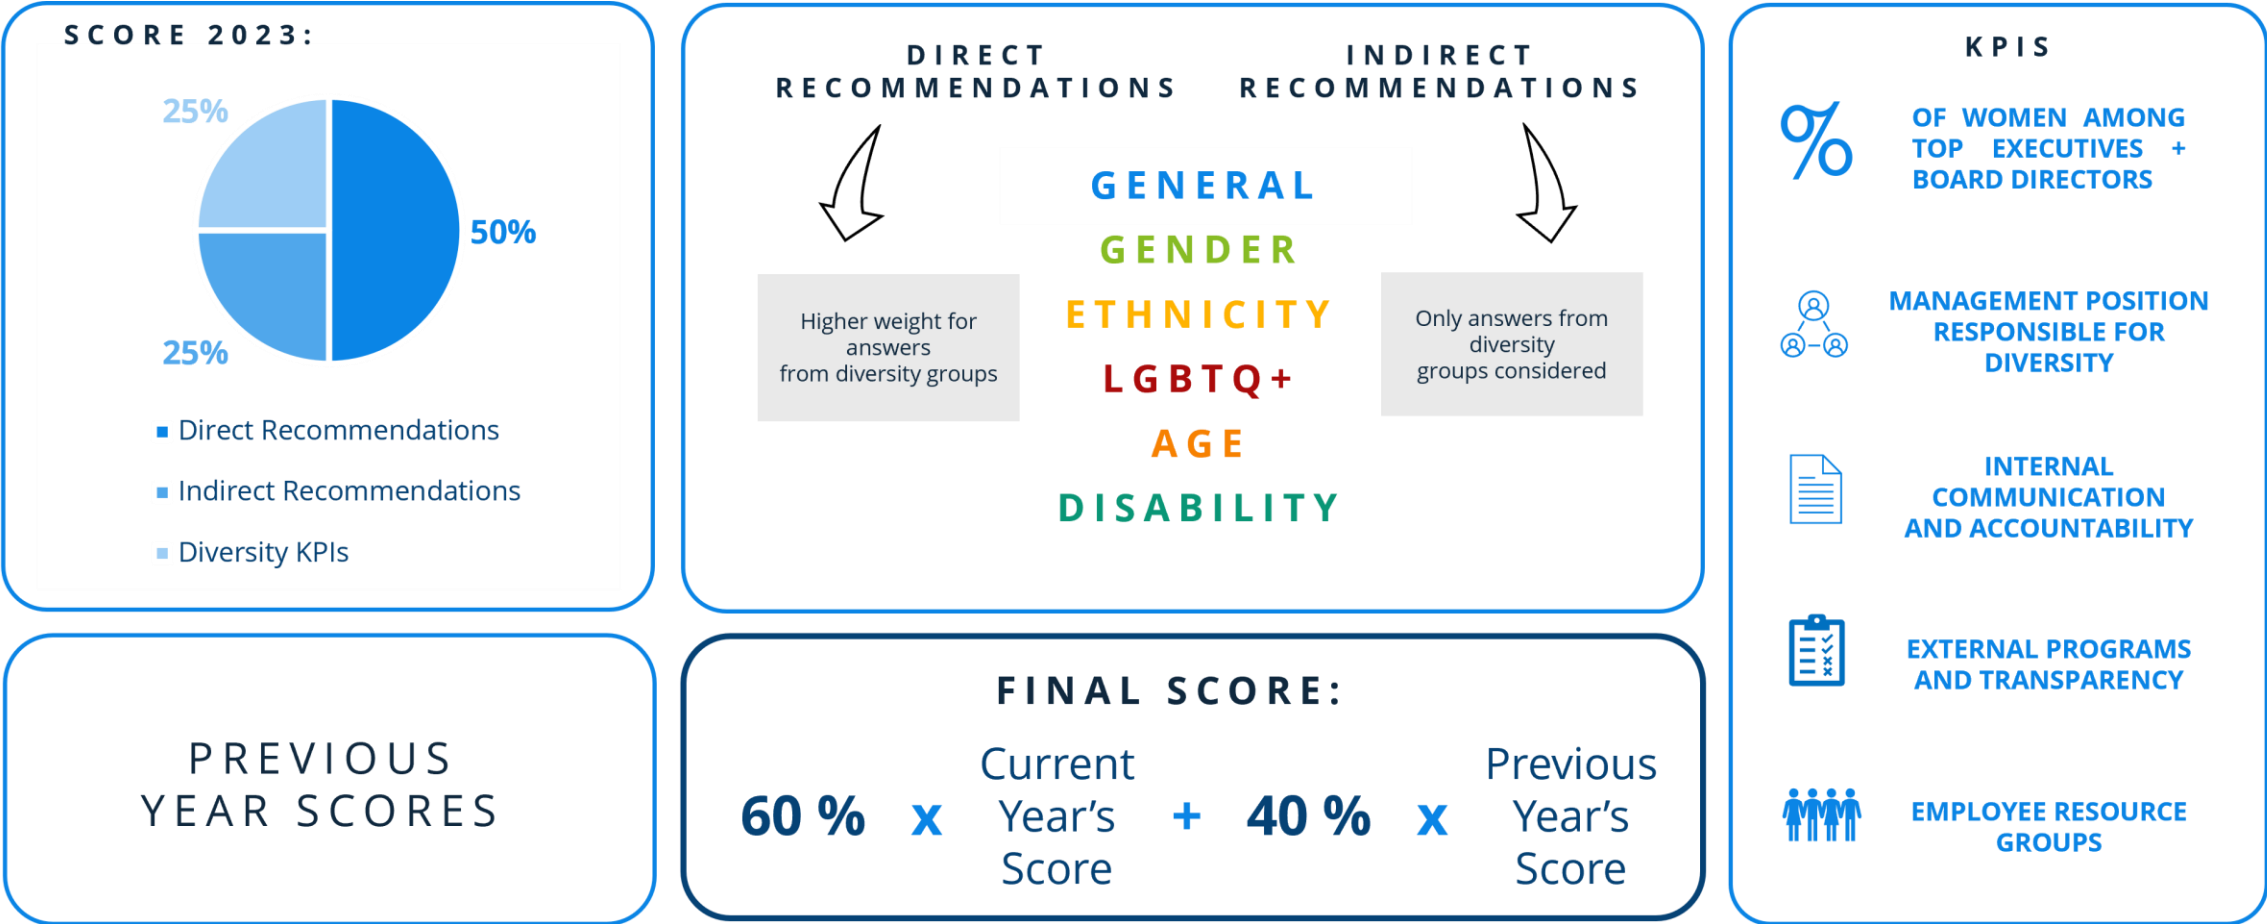 SCORE 2023:
25%
50%
25%
Direct Recommendations
Indirect Recommendations
Diversity KPIs
DIRECT
RECOMMENDATIONS
INDIRECT
RECOMMENDATIONS
Higher weight for
answers
from diversity groups
GENERAL
GENDER
ETHNICITY
LGBTQ+
AGE
DISABILITY
Only answers from
diversity
groups considered
KPIS
%
OF WOMEN AMONG
TOP EXECUTIVES +
BOARD DIRECTORS
MANAGEMENT POSITION
RESPONSIBLE FOR
DIVERSITY
INTERNAL
COMMUNICATION
AND ACCOUNTABILITY
EXTERNAL PROGRAMS
AND TRANSPARENCY
EMPLOYEE RESOURCE
GROUPS
PREVIOUS
YEAR SCORES
FINAL SCORE:
60 % x Current Year's Score + 40 % x Previous Year's Score